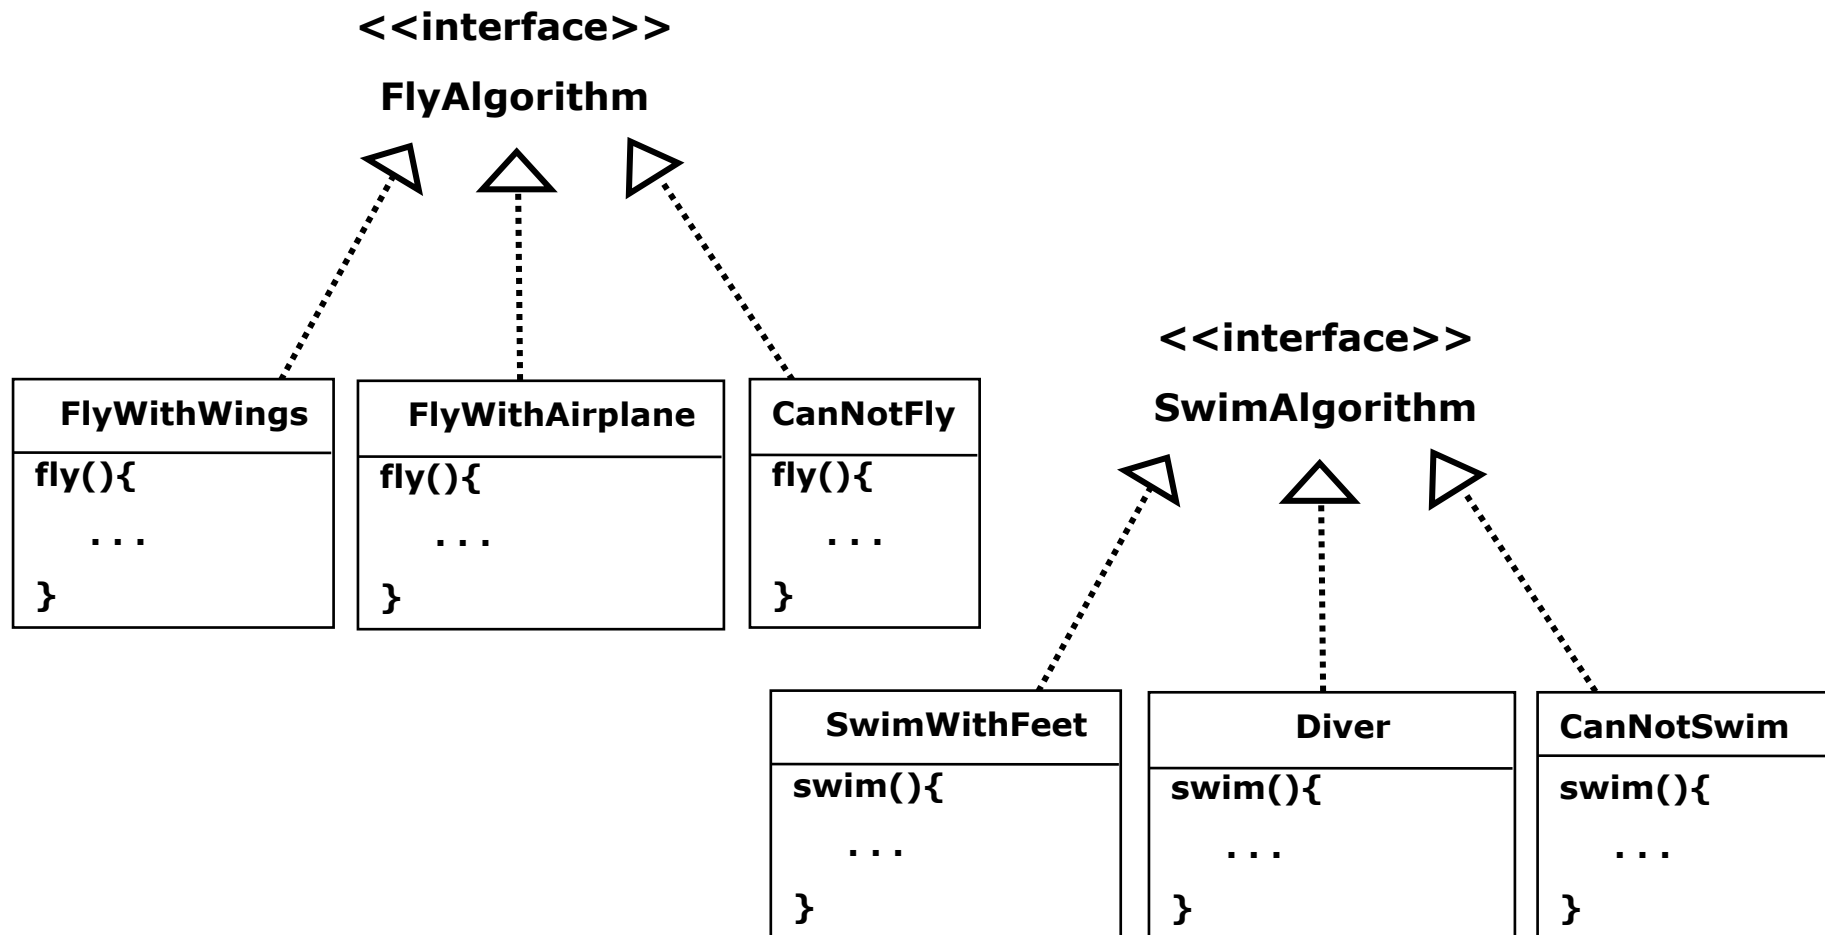 <<interface>>
FlyAlgorithm
FlyWithWings
fly(){
...
}
FlyWithAirplane
fly(){
...
}
CanNotFly
fly(){
...
}
<<interface>>
SwimAlgorithm
SwimWithFeet
swim(){
...
}
Diver
swim(){
...
}
CanNotSwim
swim(){
...
}